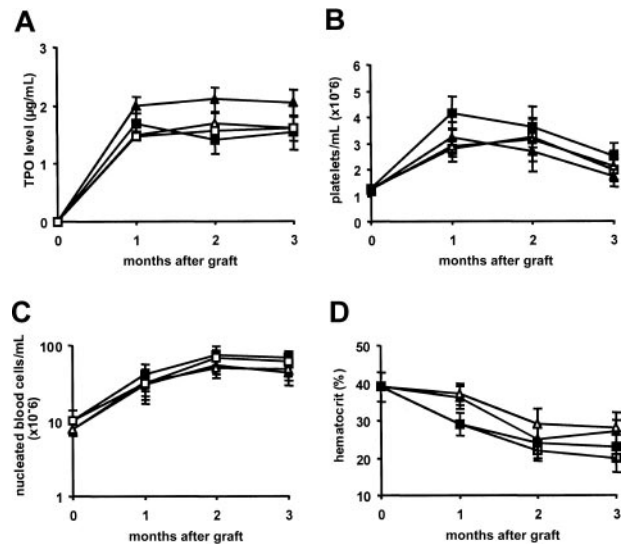 A
TPO level (µg/mL)
3
2
1
0
0 1 2 3
months after graft
B
platelets/mL (x10^6)
6
5
4
3
2
1
0
0 1 2 3
months after graft
C
nucleated blood cells/mL
(x10^6)
100
10
1
0 1 2 3
months after graft
D
hematocrit (%)
50
40
30
20
10
0 1 2 3
months after graft